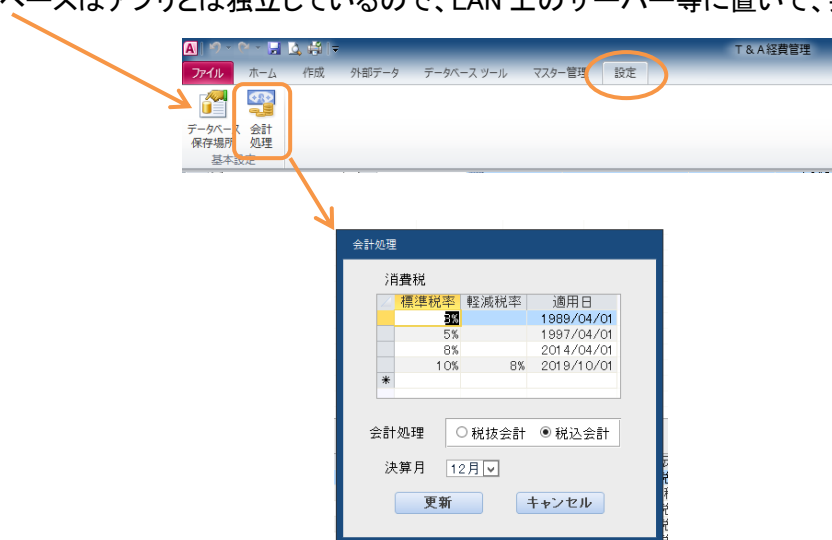 ベースはアプリとは独立しているので、LAN 上のサーバー等に置いて、
T & A経費管理
ファイル ホーム 作成 外部データ データベース ツール マスター管理 設定
データベース 会計
保存場所 処理
基本設定
会計処理
消費税
標準税率 軽減税率 適用日
3% 1989/04/01
5% 1997/04/01
8% 2014/04/01
10% 8% 2019/10/01
*
会計処理 税抜会計 税込会計
決算月 12月
更新 キャンセル